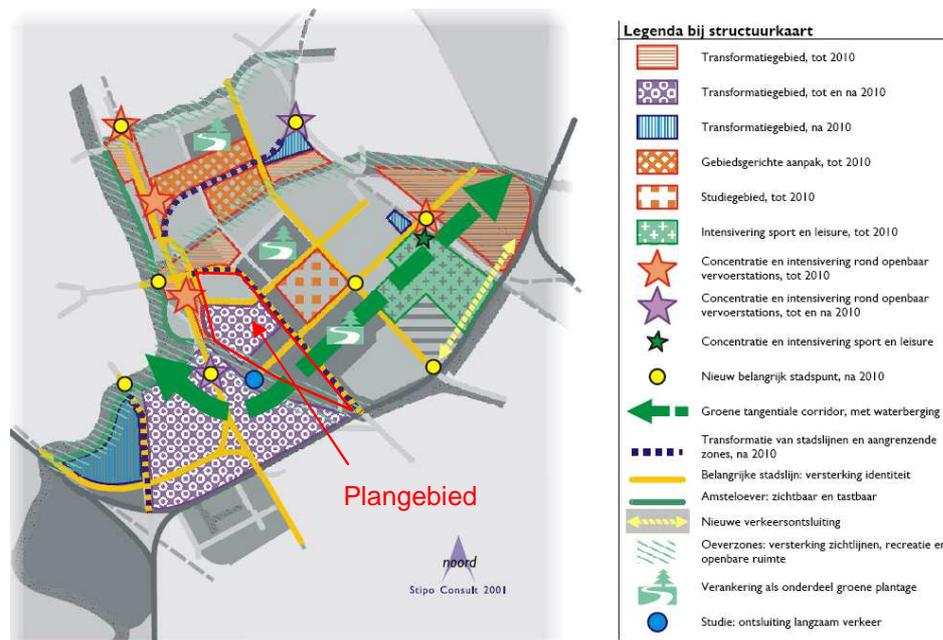 Plangebied
noord
Stipo Consult 2001
Legenda bij structuurkaart
Transformatiegebied, tot 2010
Transformatiegebied, tot en na 2010
Transformatiegebied, na 2010
Gebiedsgerichte aanpak, tot 2010
Studiegebied, tot 2010
Intensivering sport en leisure, tot 2010
Concentratie en intensivering rond openbaar
vervoerstations, tot 2010
Concentratie en intensivering rond openbaar
vervoerstations, tot en na 2010
Concentratie en intensivering sport en leisure
Nieuw belangrijk stadspunt, na 2010
Groene tangentiale corridor, met waterberging
Transformatie van stadslijnen en aangrenzende
zones, na 2010
Belangrijke stadslijn: versterking identiteit
Amsteloever: zichtbaar en tastbaar
Nieuwe verkeersontsluiting
Oeverzones: versterking zichtlijnen, recreatie en
openbare ruimte
Verankering als onderdeel groene plantage
Studie: ontsluiting langzaam verkeer